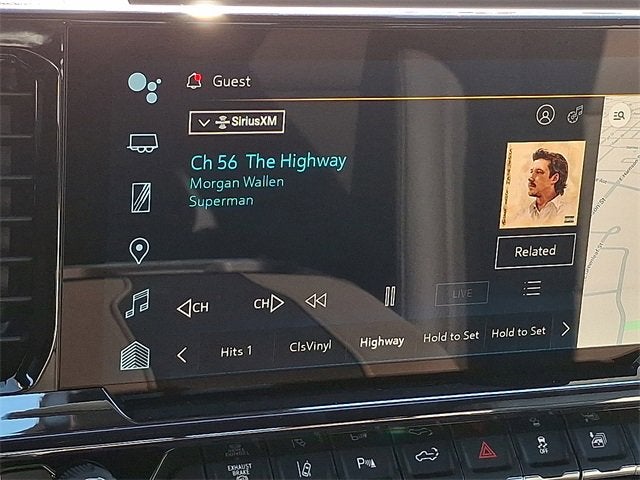 Guest
SiriusXM
Ch 56 The Highway
Morgan Wallen
Superman
Related
CH CH LIVE
Hits 1 ClsVinyl Highway Hold to Set Hold to Set
EXHAUST BRAKE P OFF